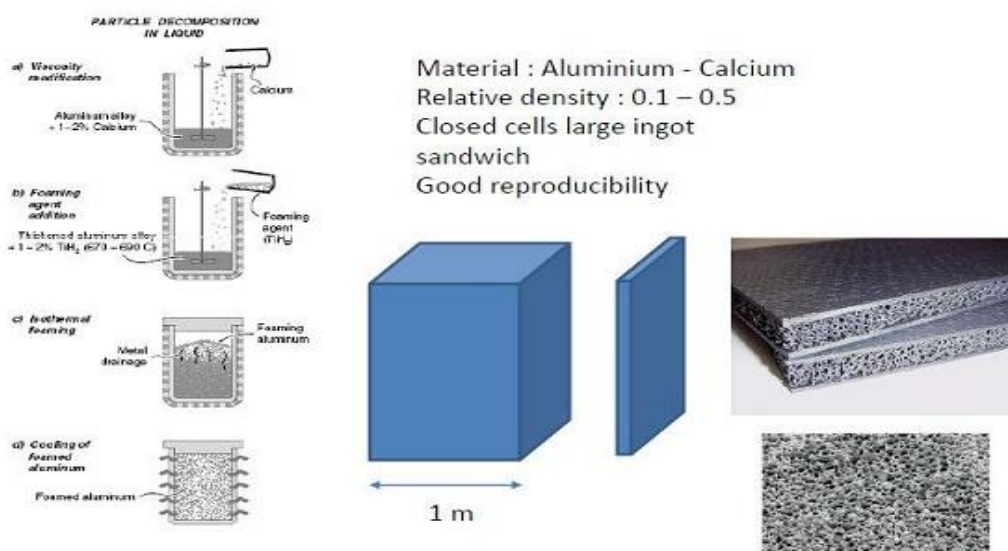 PARTICLE DECOMPOSITION
IN LIQUID
a) Viscosity
modification
Calcium
Aluminum alloy
+ 1–2% Calcium
b) Foaming
agent
addition
Foaming
agent
(TiH₂)
Thickened aluminum alloy
+ 1–2% TiH₂ (670 – 690 C)
c) Isothermal
foaming
Foaming
aluminum
Metal
drainage
d) Cooling of
foamed
aluminum
Foamed aluminum
Material : Aluminium - Calcium
Relative density : 0.1 – 0.5
Closed cells large ingot
sandwich
Good reproducibility
1 m